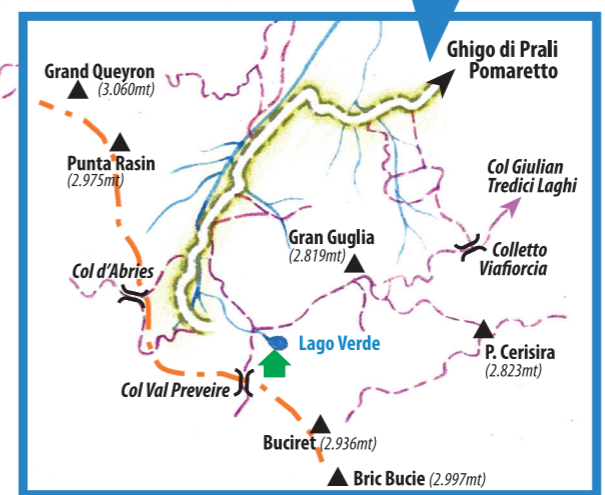 Ghigo di Prali
Pomaretto
Grand Queyron
(3.060mt)
Punta Rasin
(2.975mt)
Col Giulian
Tredici Laghi
Gran Guglia
(2.819mt)
Colletto
Viafiorcia
Col d'Abries
Lago Verde
P. Cerisira
(2.823mt)
Col Val Preveire
Buciret (2.936mt)
Bric Bucie (2.997mt)